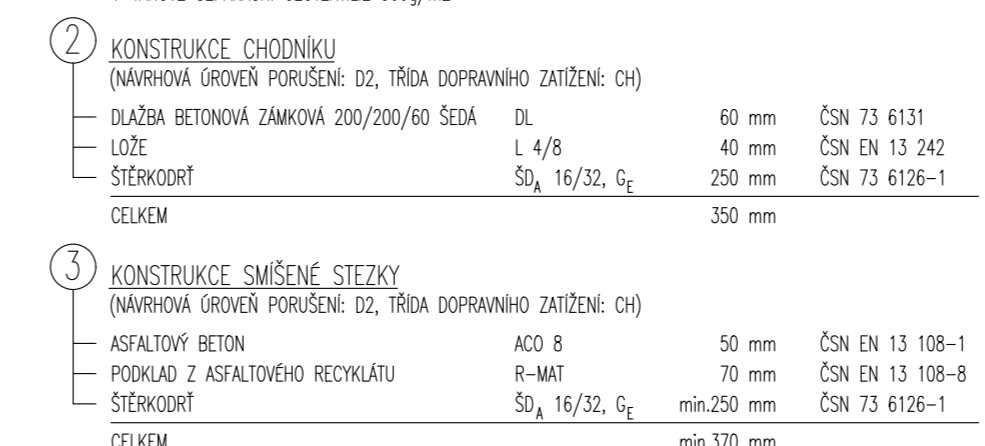 2 KONSTRUKCE CHODNÍKU
(NÁVRHOVÁ ÚROVEŇ PORUŠENÍ: D2, TŘÍDA DOPRAVNÍHO ZATÍŽENÍ: CH)
DLAŽBA BETONOVÁ ZÁMKOVÁ 200/200/60 ŠEDÁ DL 60 mm ČSN 73 6131
LOŽE L 4/8 40 mm ČSN EN 13 242
ŠTĚRKODRŤ ŠDA 16/32, GE 250 mm ČSN 73 6126-1
CELKEM 350 mm
3 KONSTRUKCE SMÍŠENÉ STEZKY
(NÁVRHOVÁ ÚROVEŇ PORUŠENÍ: D2, TŘÍDA DOPRAVNÍHO ZATÍŽENÍ: CH)
ASFALTOVÝ BETON ACO 8 50 mm ČSN EN 13 108-1
PODKLAD Z ASFALTOVÉHO RECYKLÁTU R-MAT 70 mm ČSN EN 13 108-8
ŠTĚRKODRŤ ŠDA 16/32, GE min.250 mm ČSN 73 6126-1
CELKEM min.370 mm